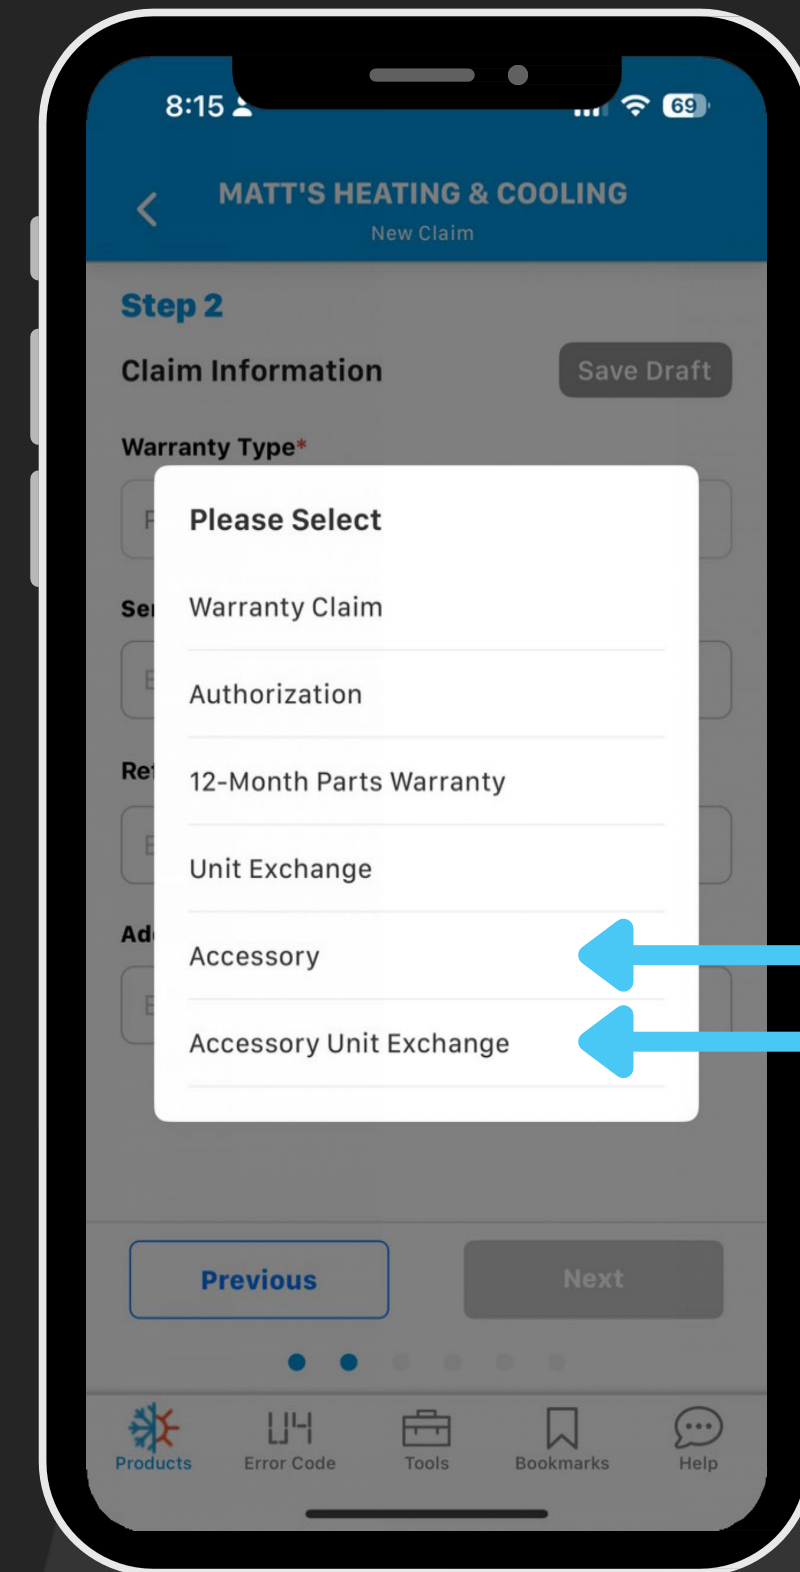 8:15
69
MATT'S HEATING & COOLING
New Claim
Step 2
Claim Information
Save Draft
Warranty Type*
Please Select
Warranty Claim
Authorization
12-Month Parts Warranty
Unit Exchange
Accessory
Accessory Unit Exchange
Previous
Next
U4
Products
Error Code
Tools
Bookmarks
Help